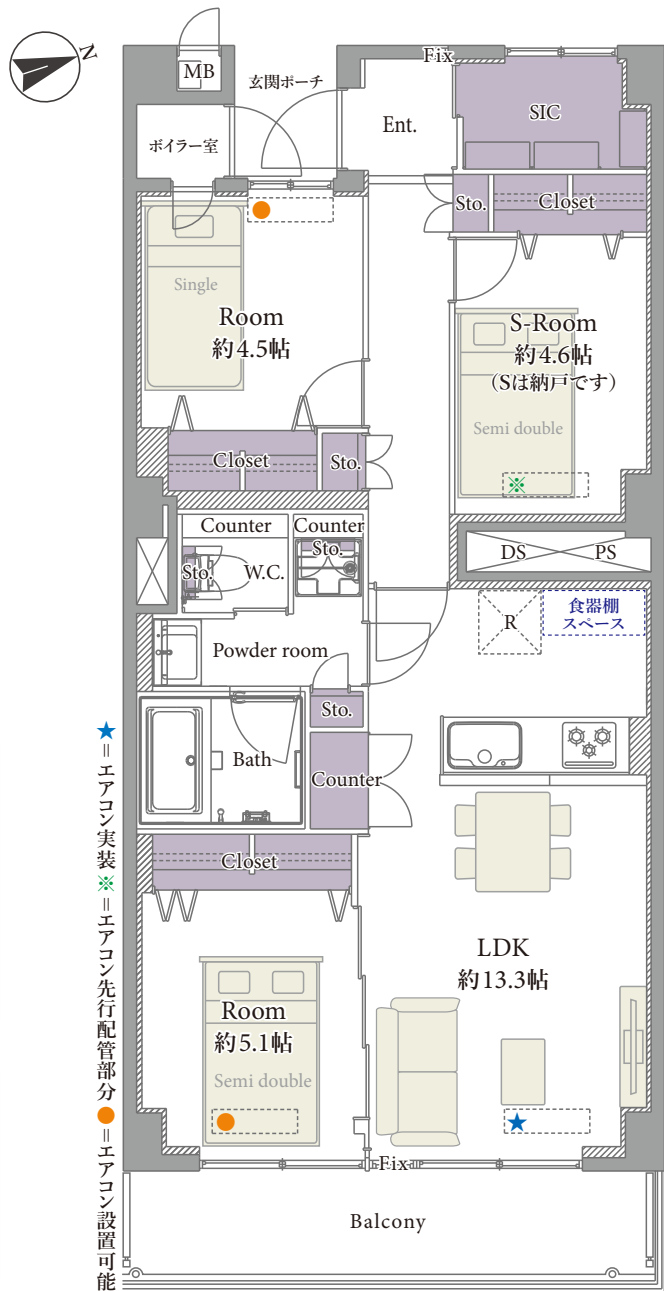 N
MB
玄関ポーチ
Fix
SIC
Ent.
ボイラー室
Sto.
Closet
Single
Room
約4.5帖
S-Room
約4.6帖
(Sは納戸です)
Semi double
※
Closet
Sto.
Counter
Counter
Sto.
Sto.
W.C.
DS
PS
R
食器棚
スペース
Powder room
Sto.
Bath
Counter
Closet
LDK
約13.3帖
Room
約5.1帖
Semi double
Fix
Balcony
★=エアコン実装 ※=エアコン先行配管部分 ●=エアコン設置可能